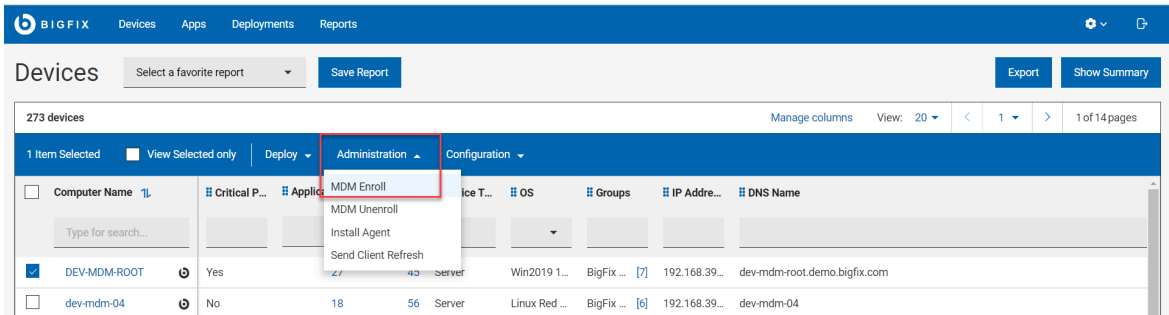 BIGFIX Devices Apps Deployments Reports
Devices Select a favorite report Save Report Export Show Summary
273 devices Manage columns View: 20 < 1 > 1 of 14 pages
1 Item Selected View Selected only Deploy Administration Configuration
MDM Enroll
MDM Unenroll
Install Agent
Send Client Refresh
Computer Name Critical P... Applic ice T... OS Groups IP Addre... DNS Name
Type for search...
DEV-MDM-ROOT Yes 27 45 Server Win2019 1... BigFix ... [7] 192.168.39... dev-mdm-root.demo.bigfix.com
dev-mdm-04 No 18 56 Server Linux Red ... BigFix ... [6] 192.168.39... dev-mdm-04